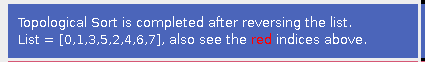 Topological Sort is completed after reversing the list.
List = [0,1,3,5,2,4,6,7], also see the red indices above.